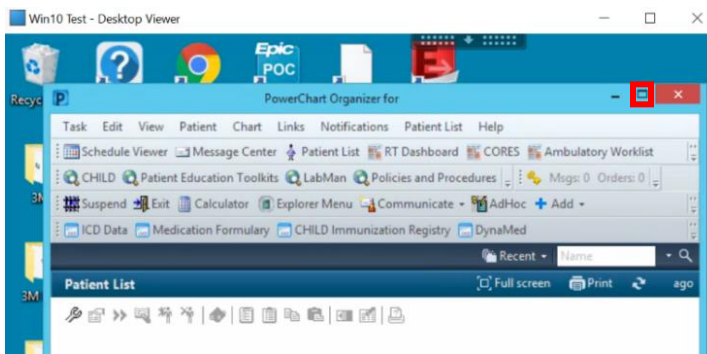 Win10 Test - Desktop Viewer
Epic
POC
Recyc
PowerChart Organizer for
Task Edit View Patient Chart Links Notifications Patient List Help
Schedule Viewer Message Center Patient List RT Dashboard CORES Ambulatory Worklist
CHILD Patient Education Toolkits LabMan Policies and Procedures Msgs: 0 Orders: 0
3M
Suspend Exit Calculator Explorer Menu Communicate AdHoc Add
ICD Data Medication Formulary CHILD Immunization Registry DynaMed
Recent Name
Patient List Full screen Print ago
3M